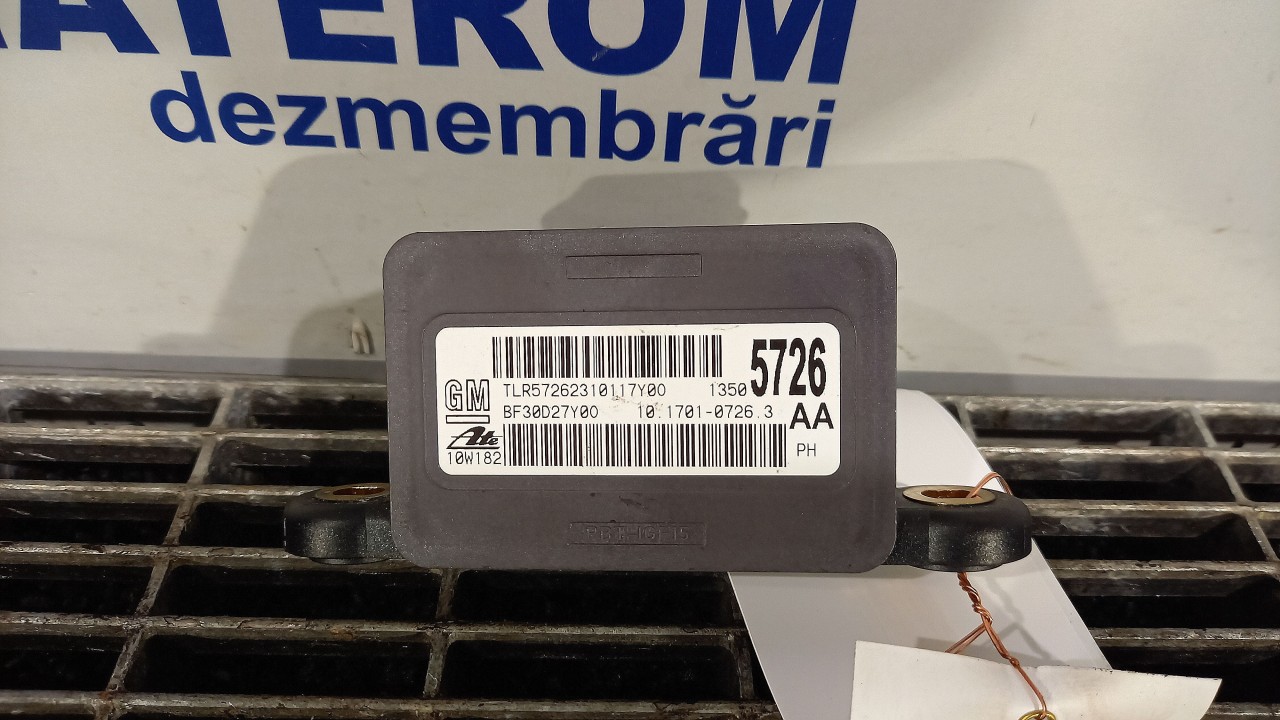 ATEROM
dezmembrări
GM
TLR57262310117Y00 1350 5726
BF30D27Y00 10.1701-0726.3 AA
Ate
10W182 PH